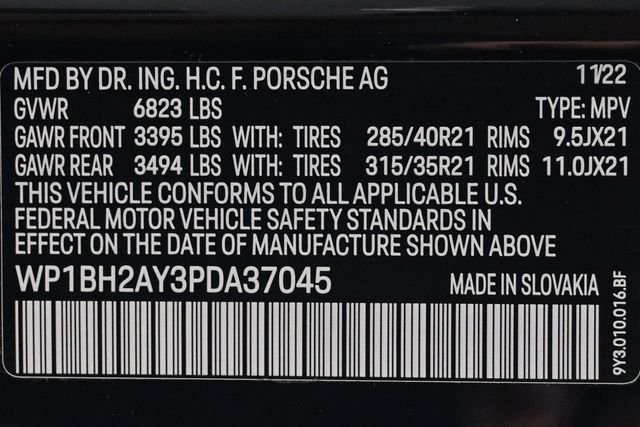 MFD BY DR. ING. H.C. F. PORSCHE AG 11/22
GVWR 6823 LBS TYPE: MPV
GAWR FRONT 3395 LBS WITH: TIRES 285/40R21 RIMS 9.5JX21
GAWR REAR 3494 LBS WITH: TIRES 315/35R21 RIMS 11.0JX21
THIS VEHICLE CONFORMS TO ALL APPLICABLE U.S.
FEDERAL MOTOR VEHICLE SAFETY STANDARDS IN
EFFECT ON THE DATE OF MANUFACTURE SHOWN ABOVE
WP1BH2AY3PDA37045 MADE IN SLOVAKIA
9Y3.010.016.BF